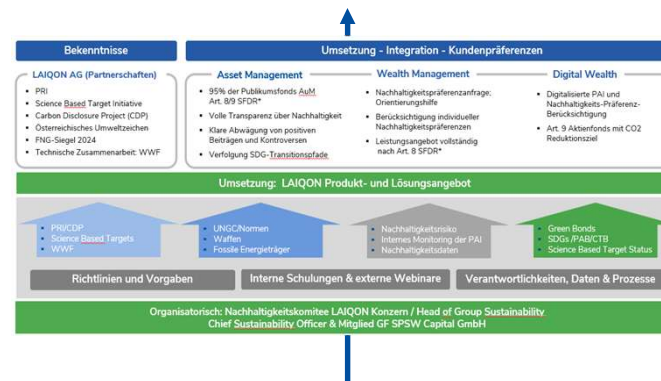 Bekenntnisse
Umsetzung - Integration - Kundenpräferenzen
LAIQON AG (Partnerschaften)
• PRI
• Science Based Target Initiative
• Carbon Disclosure Project (CDP)
• Österreichisches Umweltzeichen
• FNG-Siegel 2024
• Technische Zusammenarbeit: WWF
Asset Management
• 95% der Publikumsfonds AuM
Art. 8/9 SFDR*
• Volle Transparenz über Nachhaltigkeit
• Klare Abwägung von positiven
Beiträgen und Kontroversen
• Verfolgung SDG-Transitionspfade
Wealth Management
• Nachhaltigkeitspräferenzanfrage;
Orientierungshilfe
• Berücksichtigung individueller
Nachhaltigkeitspräferenzen
• Leistungsangebot vollständig
nach Art. 8 SFDR*
Digital Wealth
• Digitalisierte PAI und
Nachhaltigkeits-Präferenz-
Berücksichtigung
• Art. 9 Aktienfonds mit CO2
Reduktionsziel
Umsetzung: LAIQON Produkt- und Lösungsangebot
• PRI/CDP
• Science Based Targets
• WWF
• UNGC/Normen
• Waffen
• Fossile Energieträger
• Nachhaltigkeitsrisiko
• Internes Monitoring der PAI
• Nachhaltigkeitsdaten
• Green Bonds
• SDGs /PAB/CTB
• Science Based Target Status
Richtlinien und Vorgaben
Interne Schulungen & externe Webinare
Verantwortlichkeiten, Daten & Prozesse
Organisatorisch: Nachhaltigkeitskomitee LAIQON Konzern / Head of Group Sustainability
Chief Sustainability Officer & Mitglied GF SPSW Capital GmbH